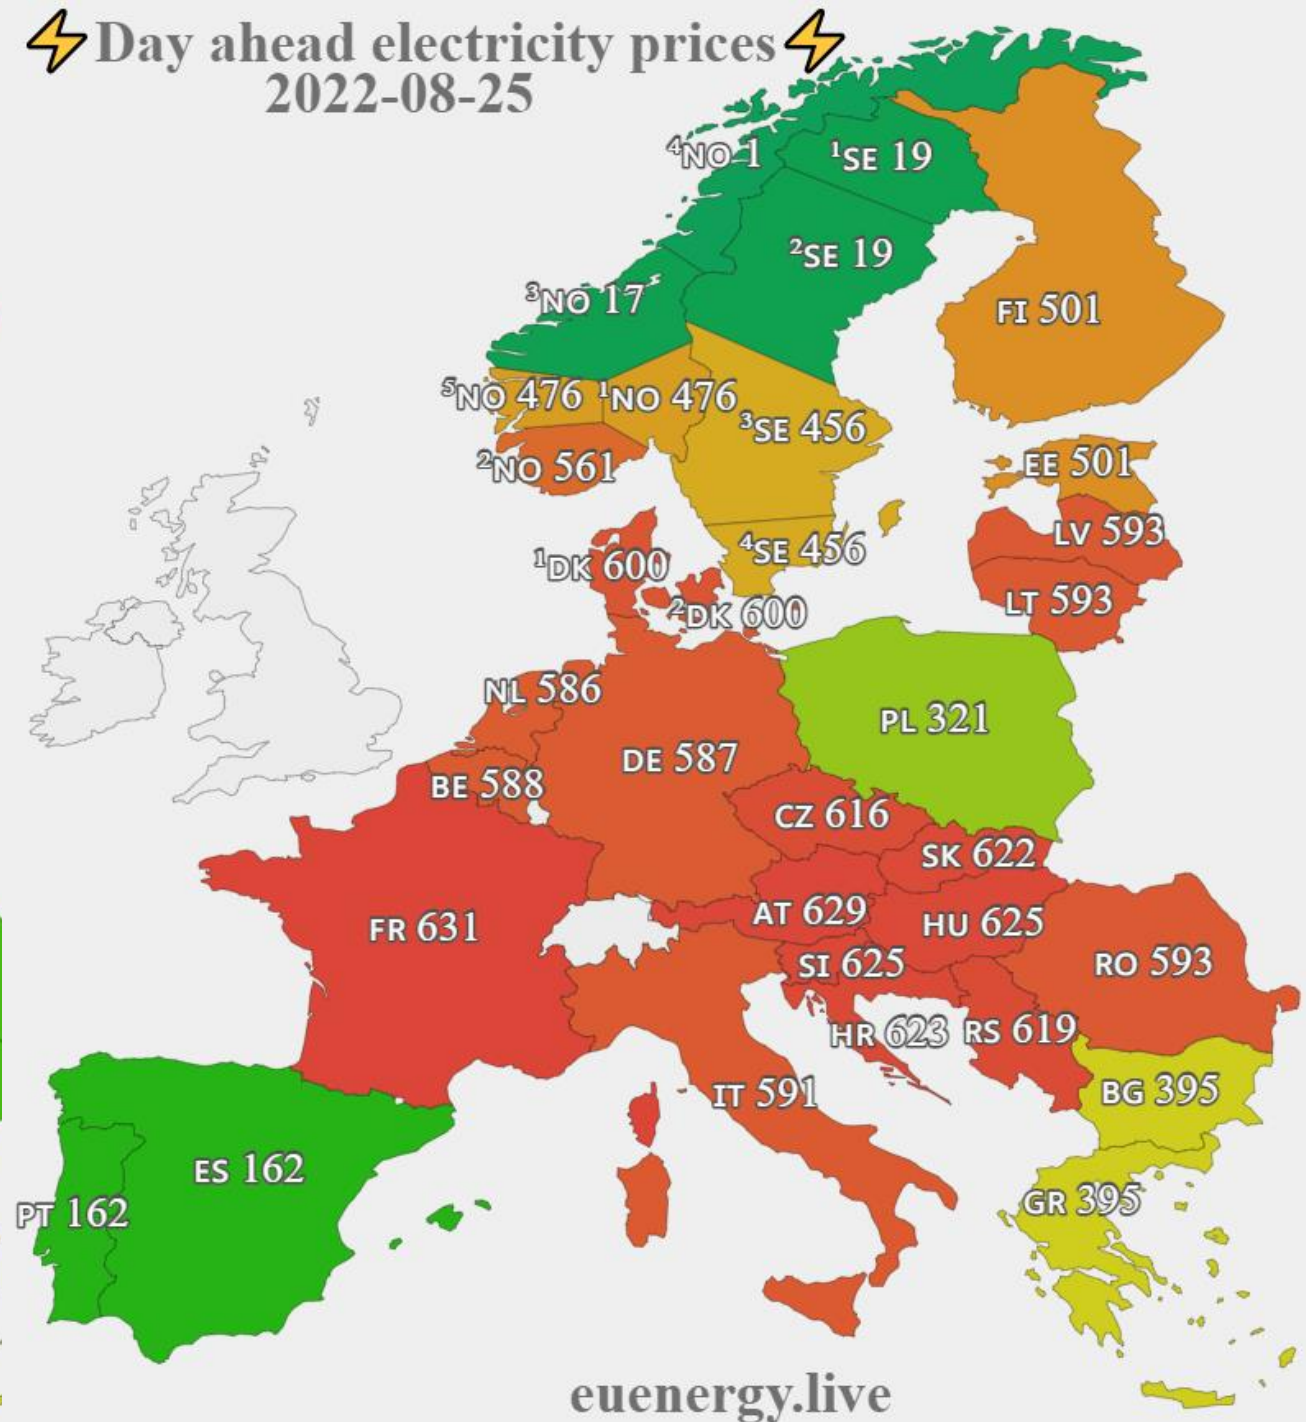 ⚡Day ahead electricity prices⚡
2022-08-25
⁴NO 1
¹SE 19
²SE 19
³NO 17
FI 501
⁵NO 476
¹NO 476
³SE 456
²NO 561
EE 501
LV 593
¹DK 600
⁴SE 456
LT 593
²DK 600
NL 586
PL 321
DE 587
BE 588
CZ 616
SK 622
FR 631
AT 629
HU 625
SI 625
RO 593
HR 623
RS 619
IT 591
BG 395
ES 162
PT 162
GR 395
euenergy.live